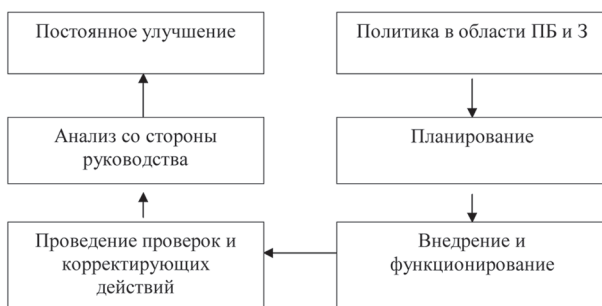 Постоянное улучшение
Политика в области ПБ и З
Анализ со стороны
руководства
Планирование
Проведение проверок и
корректирующих
действий
Внедрение и
функционирование